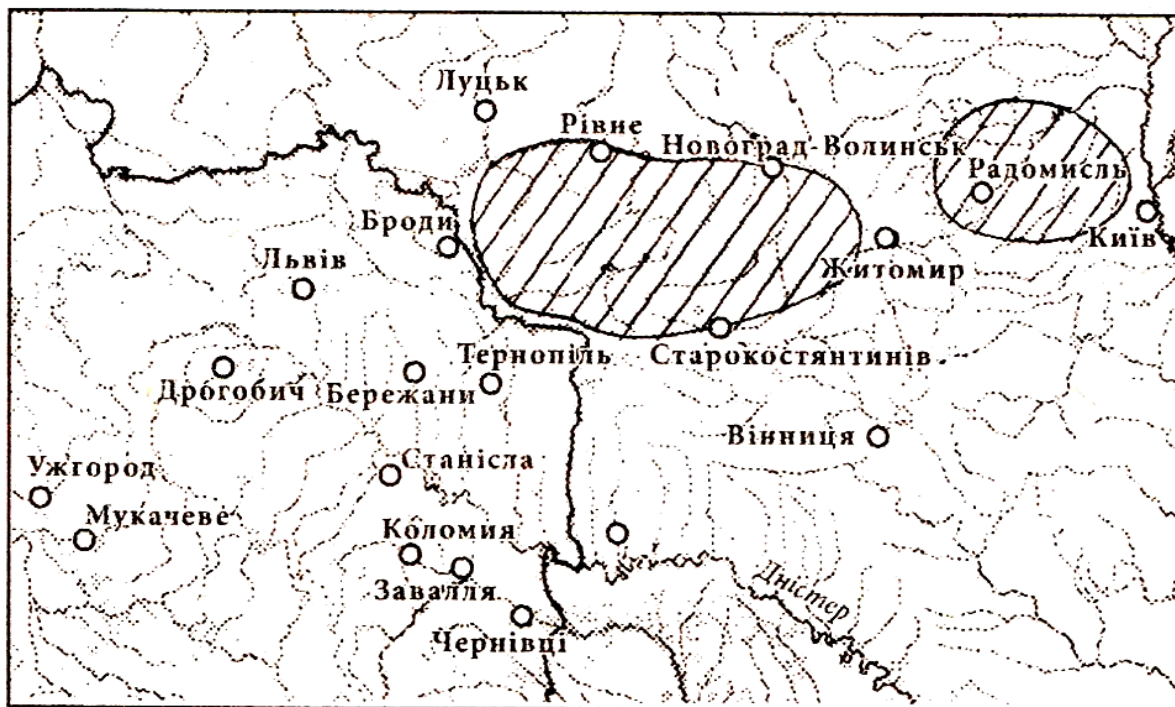 Луцьк
Рівне
Новоград-Волинськ
Радомисль
Київ
Броди
Житомир
Львів
Тернопіль
Старокостянтинів
Дрогобич
Бережани
Вінниця
Станісла
Ужгород
Мукачеве
Коломия
Завалля
Чернівці
Дністер